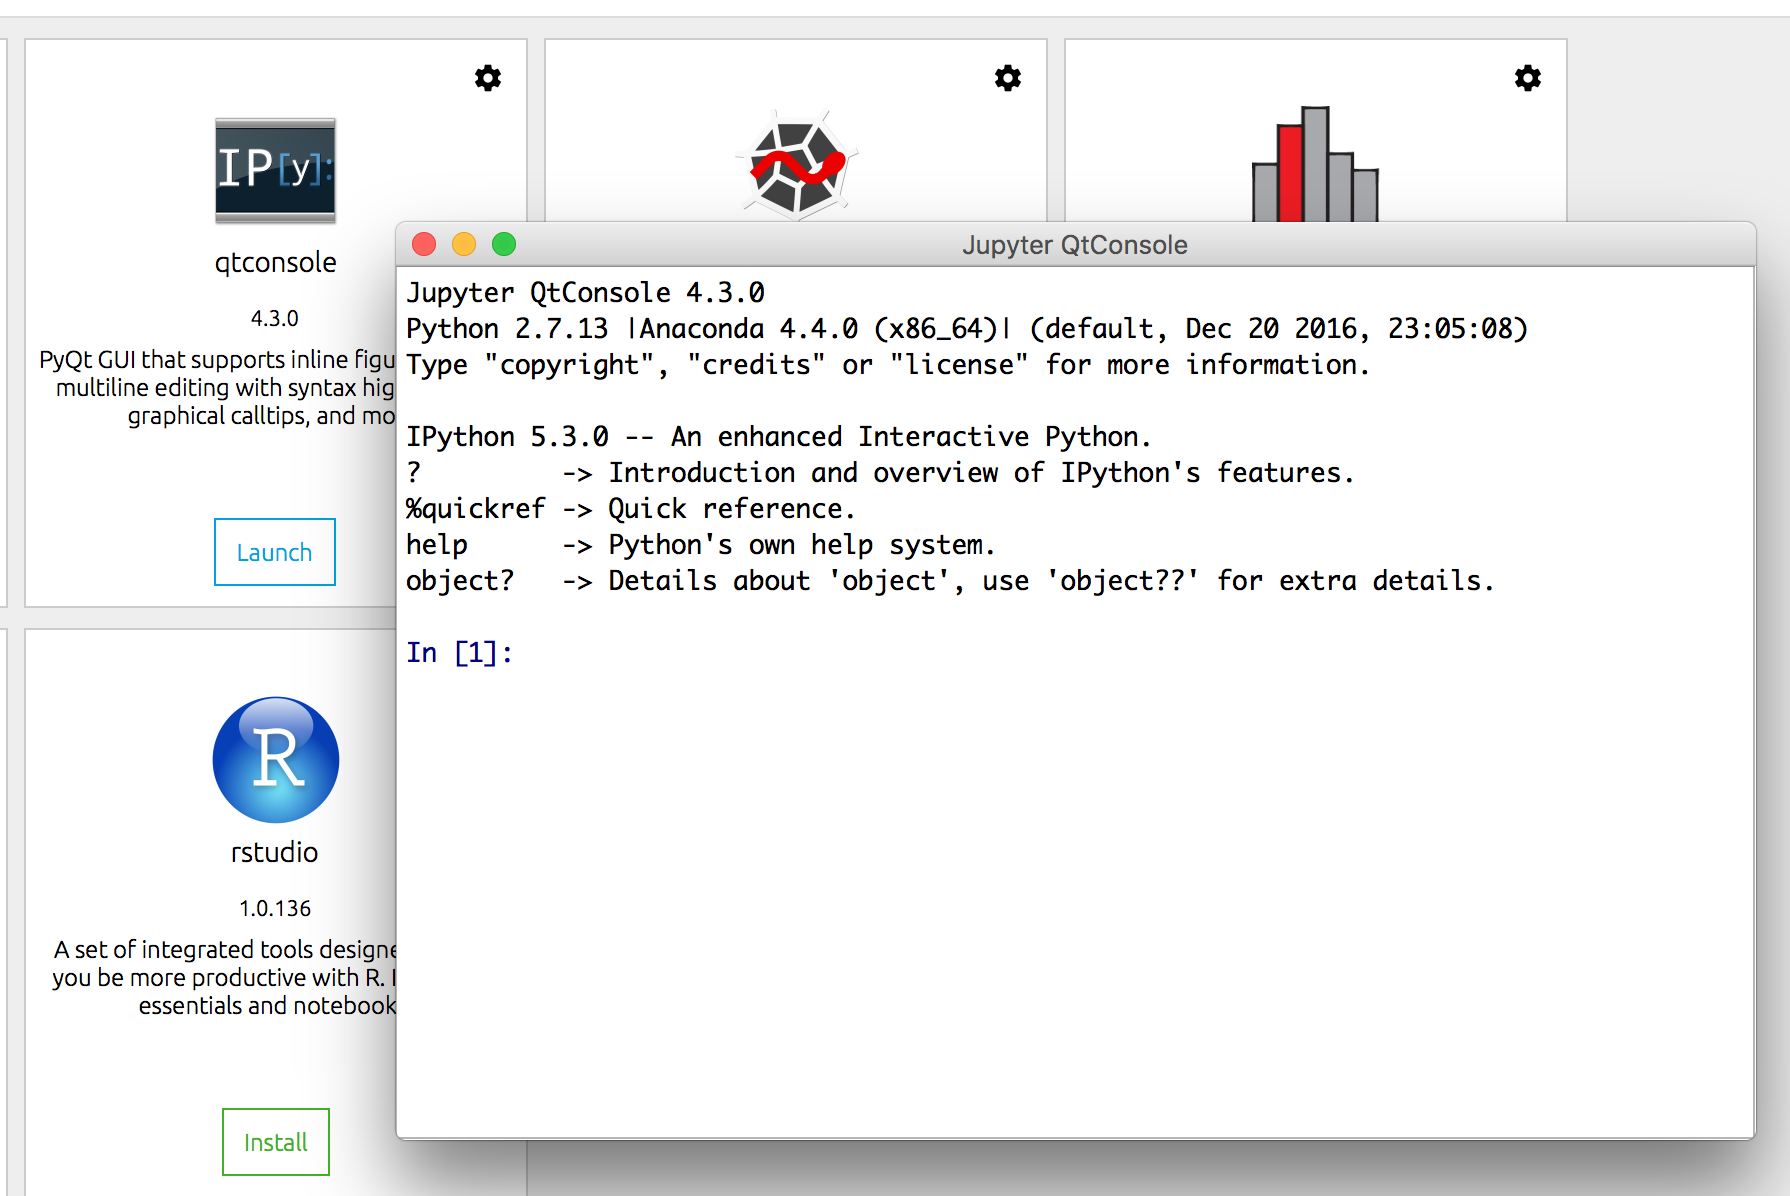 IP[y]:
qtconsole
4.3.0
PyQt GUI that supports inline figu
multiline editing with syntax hig
graphical calltips, and mo
Launch
R
rstudio
1.0.136
A set of integrated tools designe
you be more productive with R. I
essentials and notebook
Install
Jupyter QtConsole
Jupyter QtConsole 4.3.0
Python 2.7.13 |Anaconda 4.4.0 (x86_64)| (default, Dec 20 2016, 23:05:08)
Type "copyright", "credits" or "license" for more information.
IPython 5.3.0 -- An enhanced Interactive Python.
?         -> Introduction and overview of IPython's features.
%quickref -> Quick reference.
help      -> Python's own help system.
object?   -> Details about 'object', use 'object??' for extra details.
In [1]: